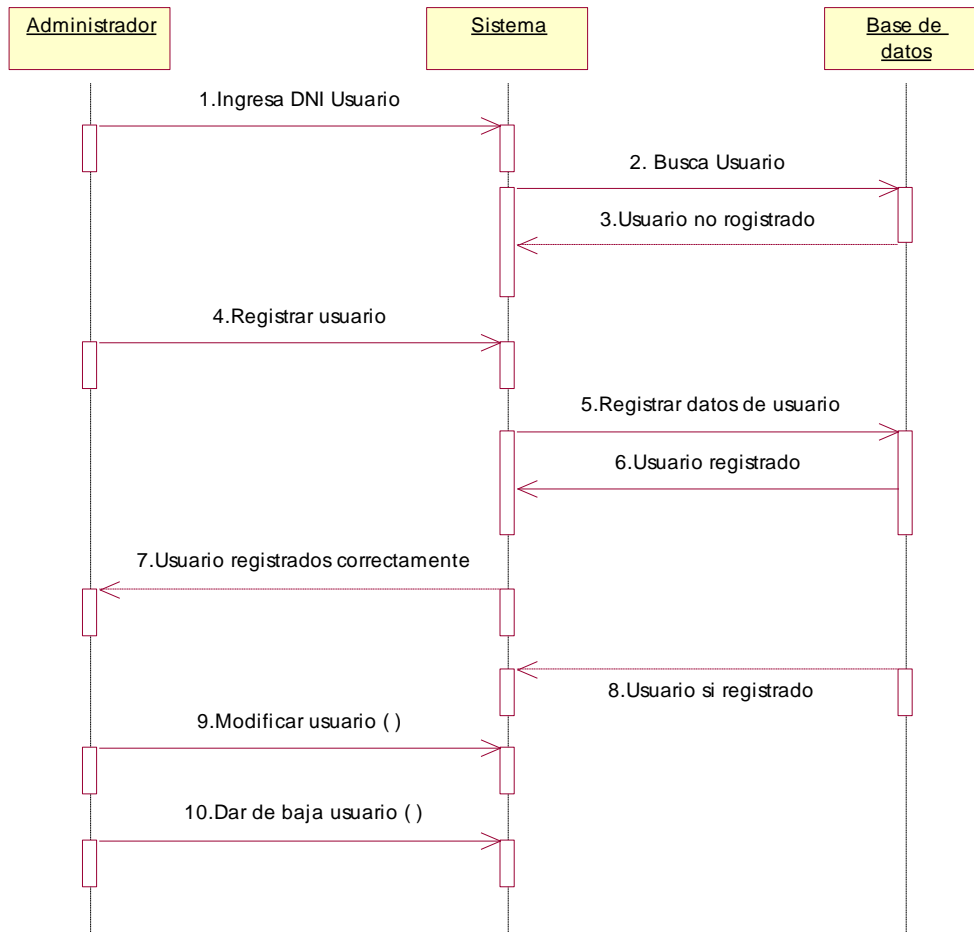 Administrador
Sistema
Base de
datos
1.Ingresa DNI Usuario
2. Busca Usuario
3.Usuario no rogistrado
4.Registrar usuario
5.Registrar datos de usuario
6.Usuario registrado
7.Usuario registrados correctamente
8.Usuario si registrado
9.Modificar usuario ( )
10.Dar de baja usuario ( )